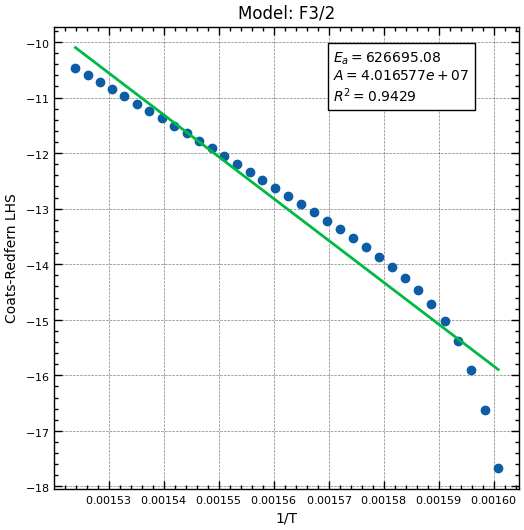 Model: F3/2
E_a = 626695.08
A = 4.016577e + 07
R^2 = 0.9429
Coats-Redfern LHS
−10
−11
−12
−13
−14
−15
−16
−17
−18
0.00153 0.00154 0.00155 0.00156 0.00157 0.00158 0.00159 0.00160
1/T